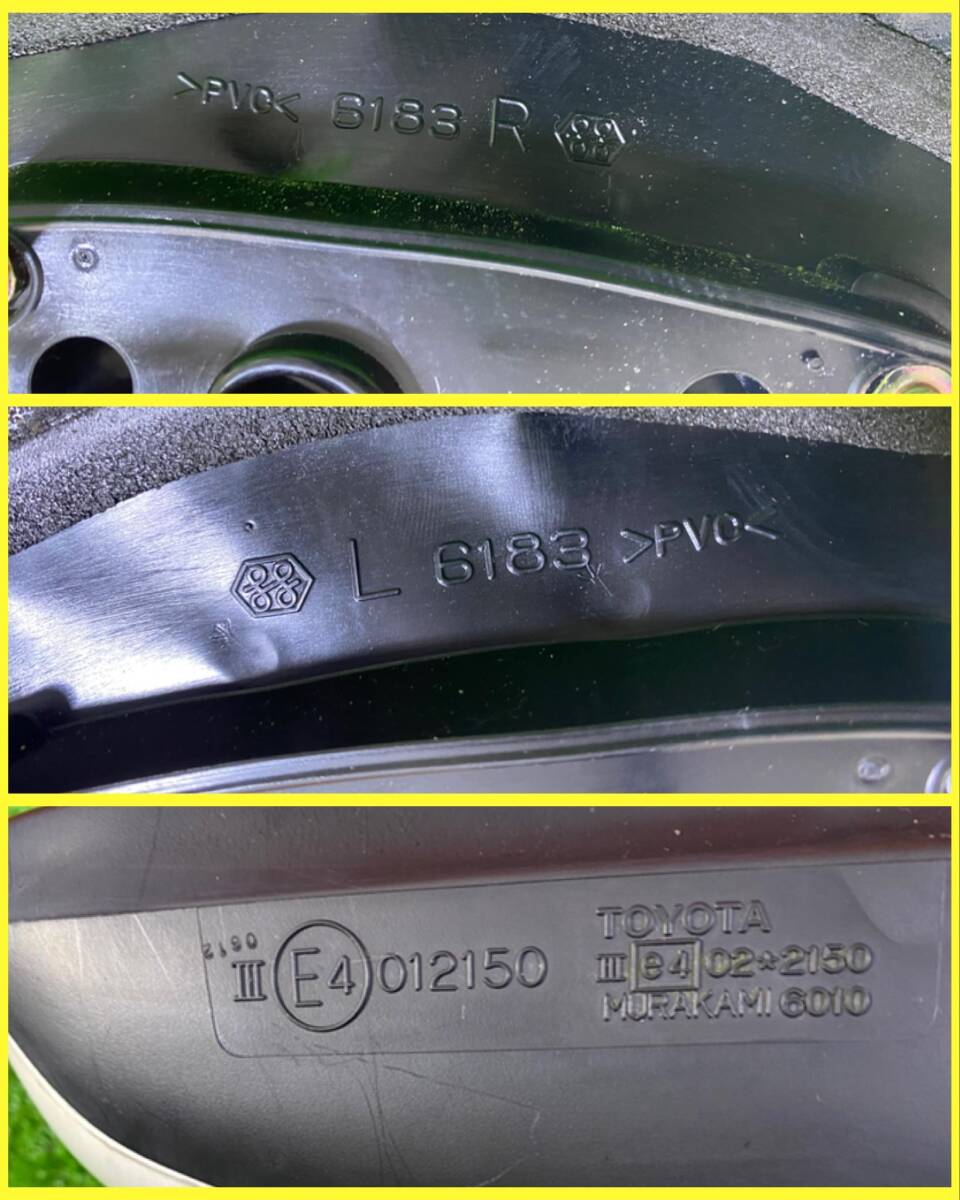 >PVC< 6183 R
L 6183 >PVC<
TOYOTA
0612
III E4 012150
III e4 02*2150
MURAKAMI 6010